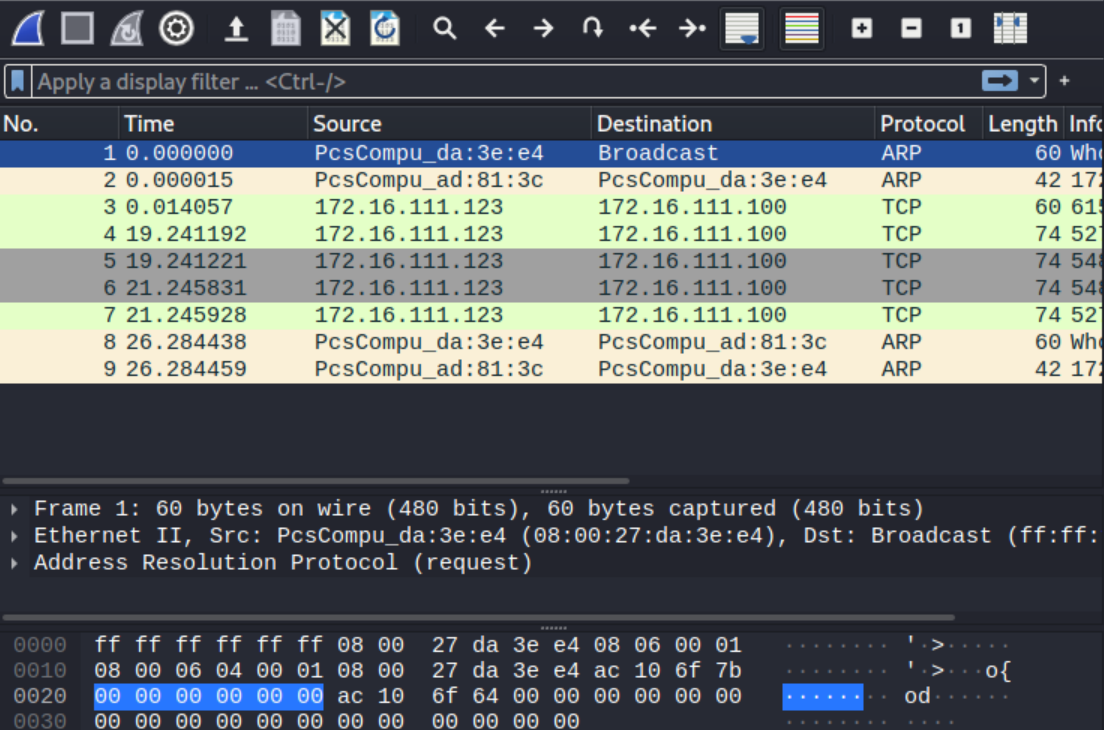 Apply a display filter ... <Ctrl-/>
No. Time Source Destination Protocol Length Info
1 0.000000 PcsCompu_da:3e:e4 Broadcast ARP 60 Who
2 0.000015 PcsCompu_ad:81:3c PcsCompu_da:3e:e4 ARP 42 172
3 0.014057 172.16.111.123 172.16.111.100 TCP 60 615
4 19.241192 172.16.111.123 172.16.111.100 TCP 74 527
5 19.241221 172.16.111.123 172.16.111.100 TCP 74 548
6 21.245831 172.16.111.123 172.16.111.100 TCP 74 548
7 21.245928 172.16.111.123 172.16.111.100 TCP 74 527
8 26.284438 PcsCompu_da:3e:e4 PcsCompu_ad:81:3c ARP 60 Who
9 26.284459 PcsCompu_ad:81:3c PcsCompu_da:3e:e4 ARP 42 172
Frame 1: 60 bytes on wire (480 bits), 60 bytes captured (480 bits)
Ethernet II, Src: PcsCompu_da:3e:e4 (08:00:27:da:3e:e4), Dst: Broadcast (ff:ff:
Address Resolution Protocol (request)
0000 ff ff ff ff ff ff 08 00 27 da 3e e4 08 06 00 01 ········ '·>·····
0010 08 00 06 04 00 01 08 00 27 da 3e e4 ac 10 6f 7b ········ '·>···o{
0020 00 00 00 00 00 00 ac 10 6f 64 00 00 00 00 00 00 ········ od······
0030 00 00 00 00 00 00 00 00 00 00 00 00 ········ ····